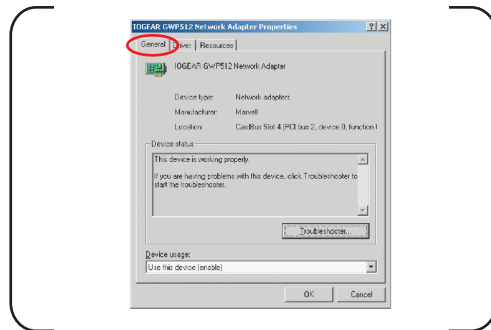 IOGEAR GWP512 Network Adapter Properties
General Driver Resources
IOGEAR GWP512 Network Adapter
Device type: Network adapters
Manufacturer: Marvell
Location: CardBus Slot 4 (PCI bus 2, device 0, function
Device status
This device is working properly.
If you are having problems with this device, click Troubleshooter to
start the troubleshooter.
Troubleshooter...
Device usage:
Use this device (enable)
OK Cancel